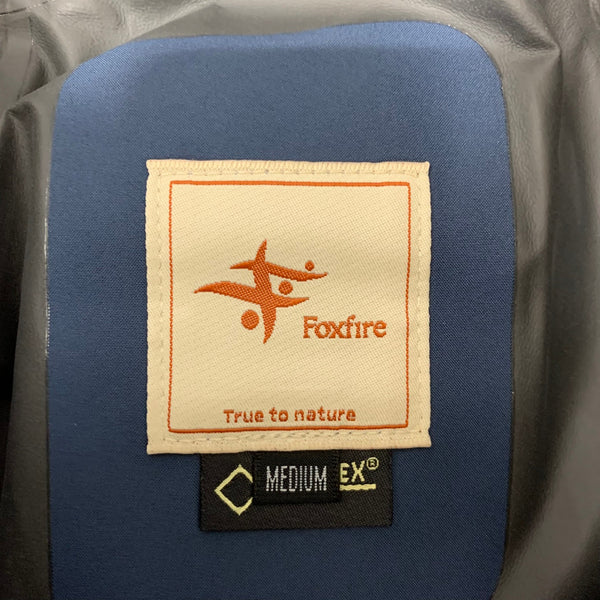 Foxfire
True to nature
MEDIUM
EX®